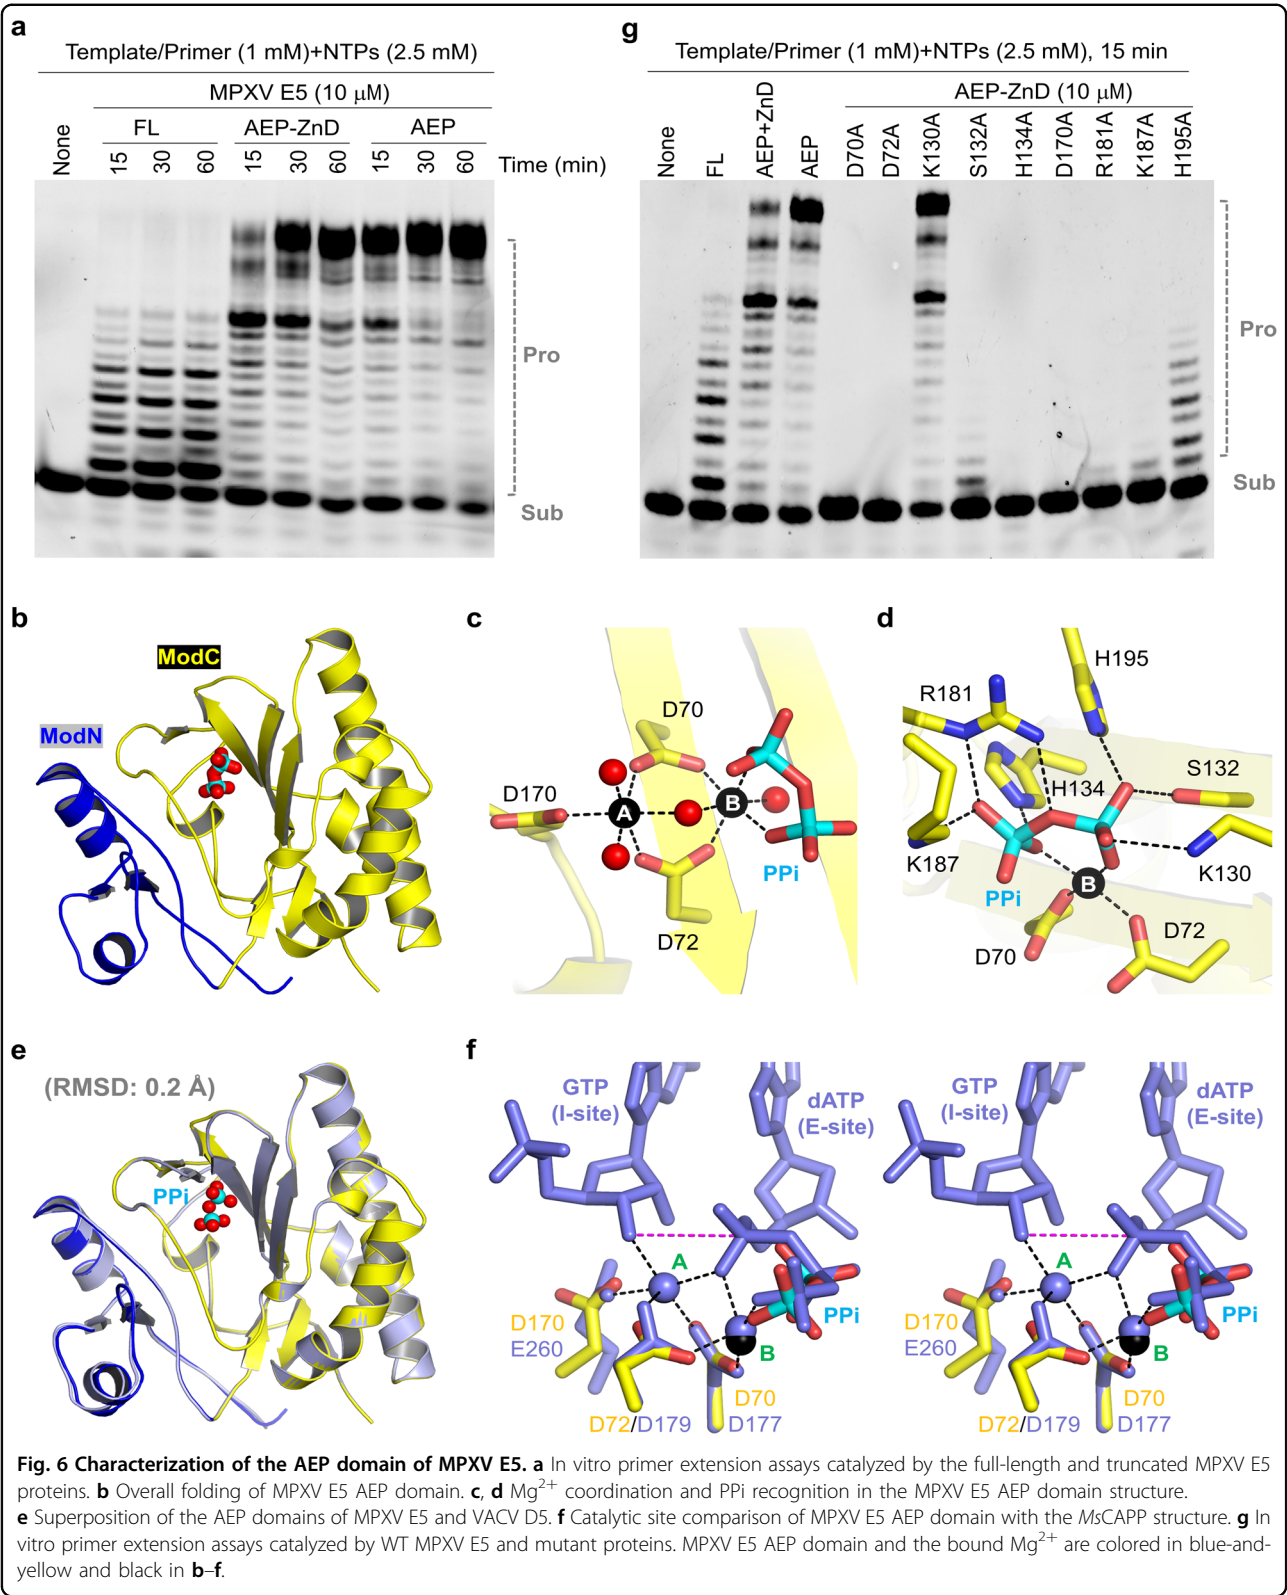 a
Template/Primer (1 mM)+NTPs (2.5 mM)
MPXV E5 (10 μM)
None
FL
AEP-ZnD
AEP
15
30
60
15
30
60
15
30
60
Time (min)
Pro
Sub
g
Template/Primer (1 mM)+NTPs (2.5 mM), 15 min
AEP-ZnD (10 μM)
None
FL
AEP+ZnD
AEP
D70A
D72A
K130A
S132A
H134A
D170A
R181A
K187A
H195A
Pro
Sub
b
ModC
ModN
c
D70
D170
A
B
PPi
D72
d
H195
R181
H134
S132
K187
K130
PPi
B
D70
D72
e
(RMSD: 0.2 Å)
PPi
f
GTP
(I-site)
dATP
(E-site)
A
PPi
D170
E260
B
D70
D72/D179
D177
GTP
(I-site)
dATP
(E-site)
A
PPi
D170
E260
B
D70
D72/D179
D177
Fig. 6 Characterization of the AEP domain of MPXV E5. a In vitro primer extension assays catalyzed by the full-length and truncated MPXV E5
proteins. b Overall folding of MPXV E5 AEP domain. c, d Mg2+ coordination and PPi recognition in the MPXV E5 AEP domain structure.
e Superposition of the AEP domains of MPXV E5 and VACV D5. f Catalytic site comparison of MPXV E5 AEP domain with the MsCAPP structure. g In
vitro primer extension assays catalyzed by WT MPXV E5 and mutant proteins. MPXV E5 AEP domain and the bound Mg2+ are colored in blue-and-
yellow and black in b–f.